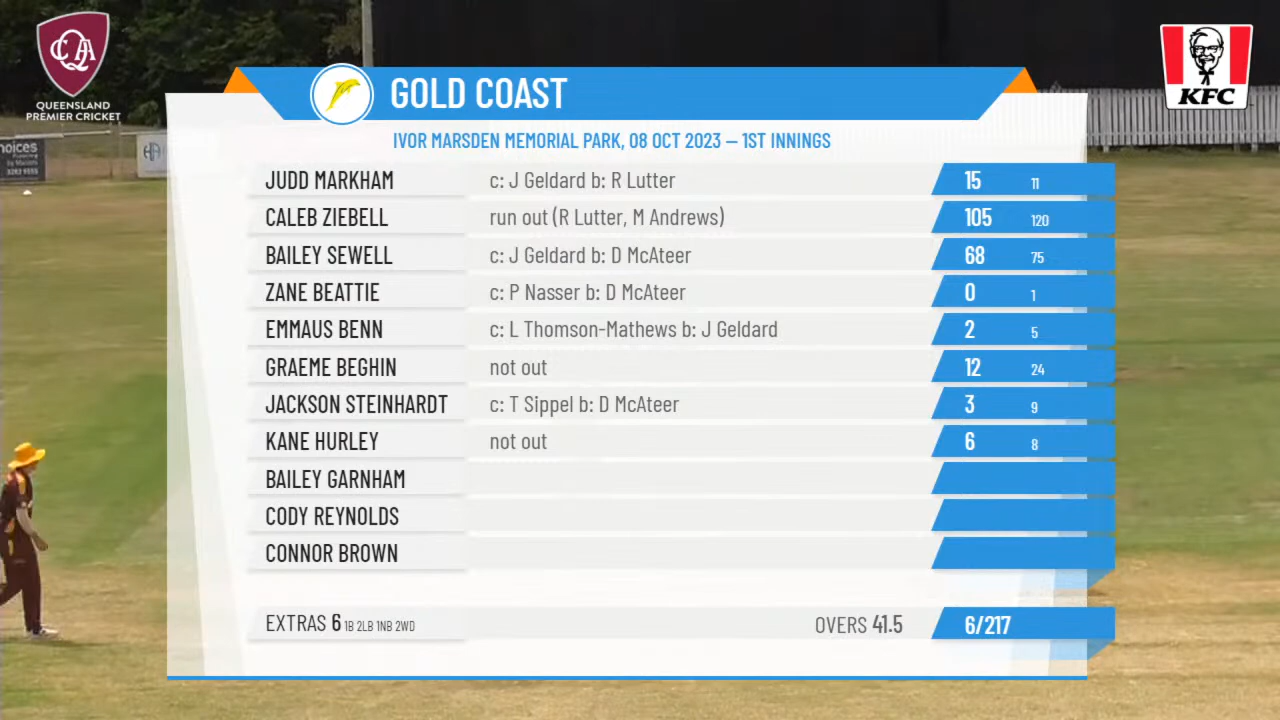 QUEENSLAND
PREMIER CRICKET
KFC
GOLD COAST
IVOR MARSDEN MEMORIAL PARK, 08 OCT 2023 – 1ST INNINGS
JUDD MARKHAM c: J Geldard b: R Lutter 15 11
CALEB ZIEBELL run out (R Lutter, M Andrews) 105 120
BAILEY SEWELL c: J Geldard b: D McAteer 68 75
ZANE BEATTIE c: P Nasser b: D McAteer 0 1
EMMAUS BENN c: L Thomson-Mathews b: J Geldard 2 5
GRAEME BEGHIN not out 12 24
JACKSON STEINHARDT c: T Sippel b: D McAteer 3 9
KANE HURLEY not out 6 8
BAILEY GARNHAM
CODY REYNOLDS
CONNOR BROWN
EXTRAS 6 1B 2LB 1NB 2WD OVERS 41.5 6/217